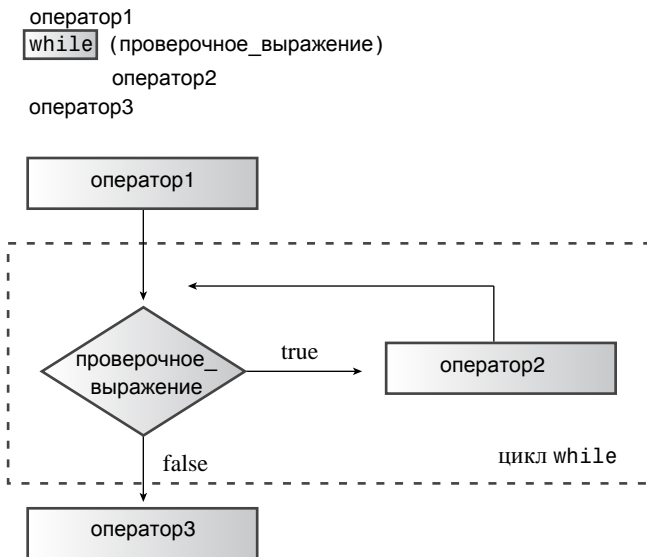 оператор1
while (проверочное_выражение)
оператор2
оператор3
оператор1
проверочное_
выражение
true
оператор2
false
цикл while
оператор3